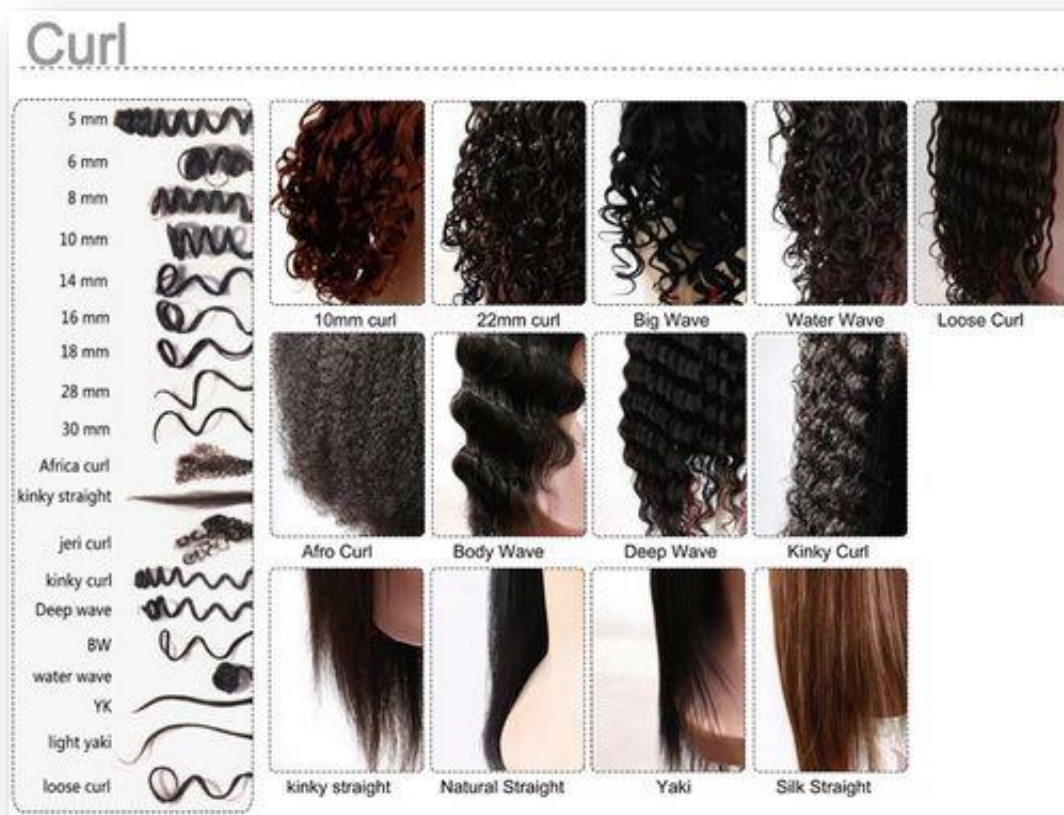 Curl
5 mm
6 mm
8 mm
10 mm
14 mm
16 mm
18 mm
28 mm
30 mm
Africa curl
kinky straight
jeri curl
kinky curl
Deep wave
BW
water wave
YK
light yaki
loose curl
10mm curl
22mm curl
Big Wave
Water Wave
Loose Curl
Afro Curl
Body Wave
Deep Wave
Kinky Curl
kinky straight
Natural Straight
Yaki
Silk Straight